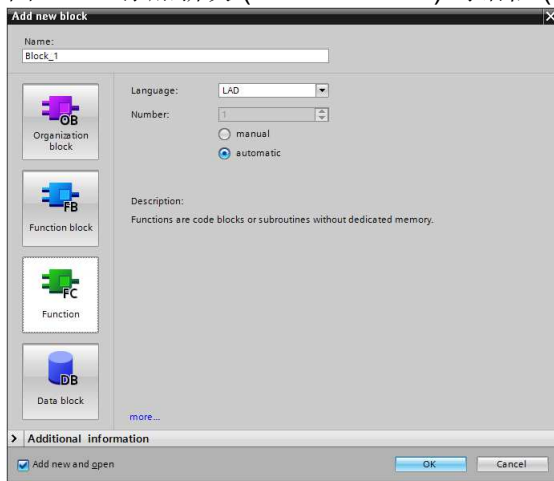 Add new block
Name:
Block_1
OB
Organization
block
FB
Function block
FC
Function
DB
Data block
Language: LAD
Number: 1
manual
automatic
Description:
Functions are code blocks or subroutines without dedicated memory.
more...
> Additional information
Add new and open
OK
Cancel